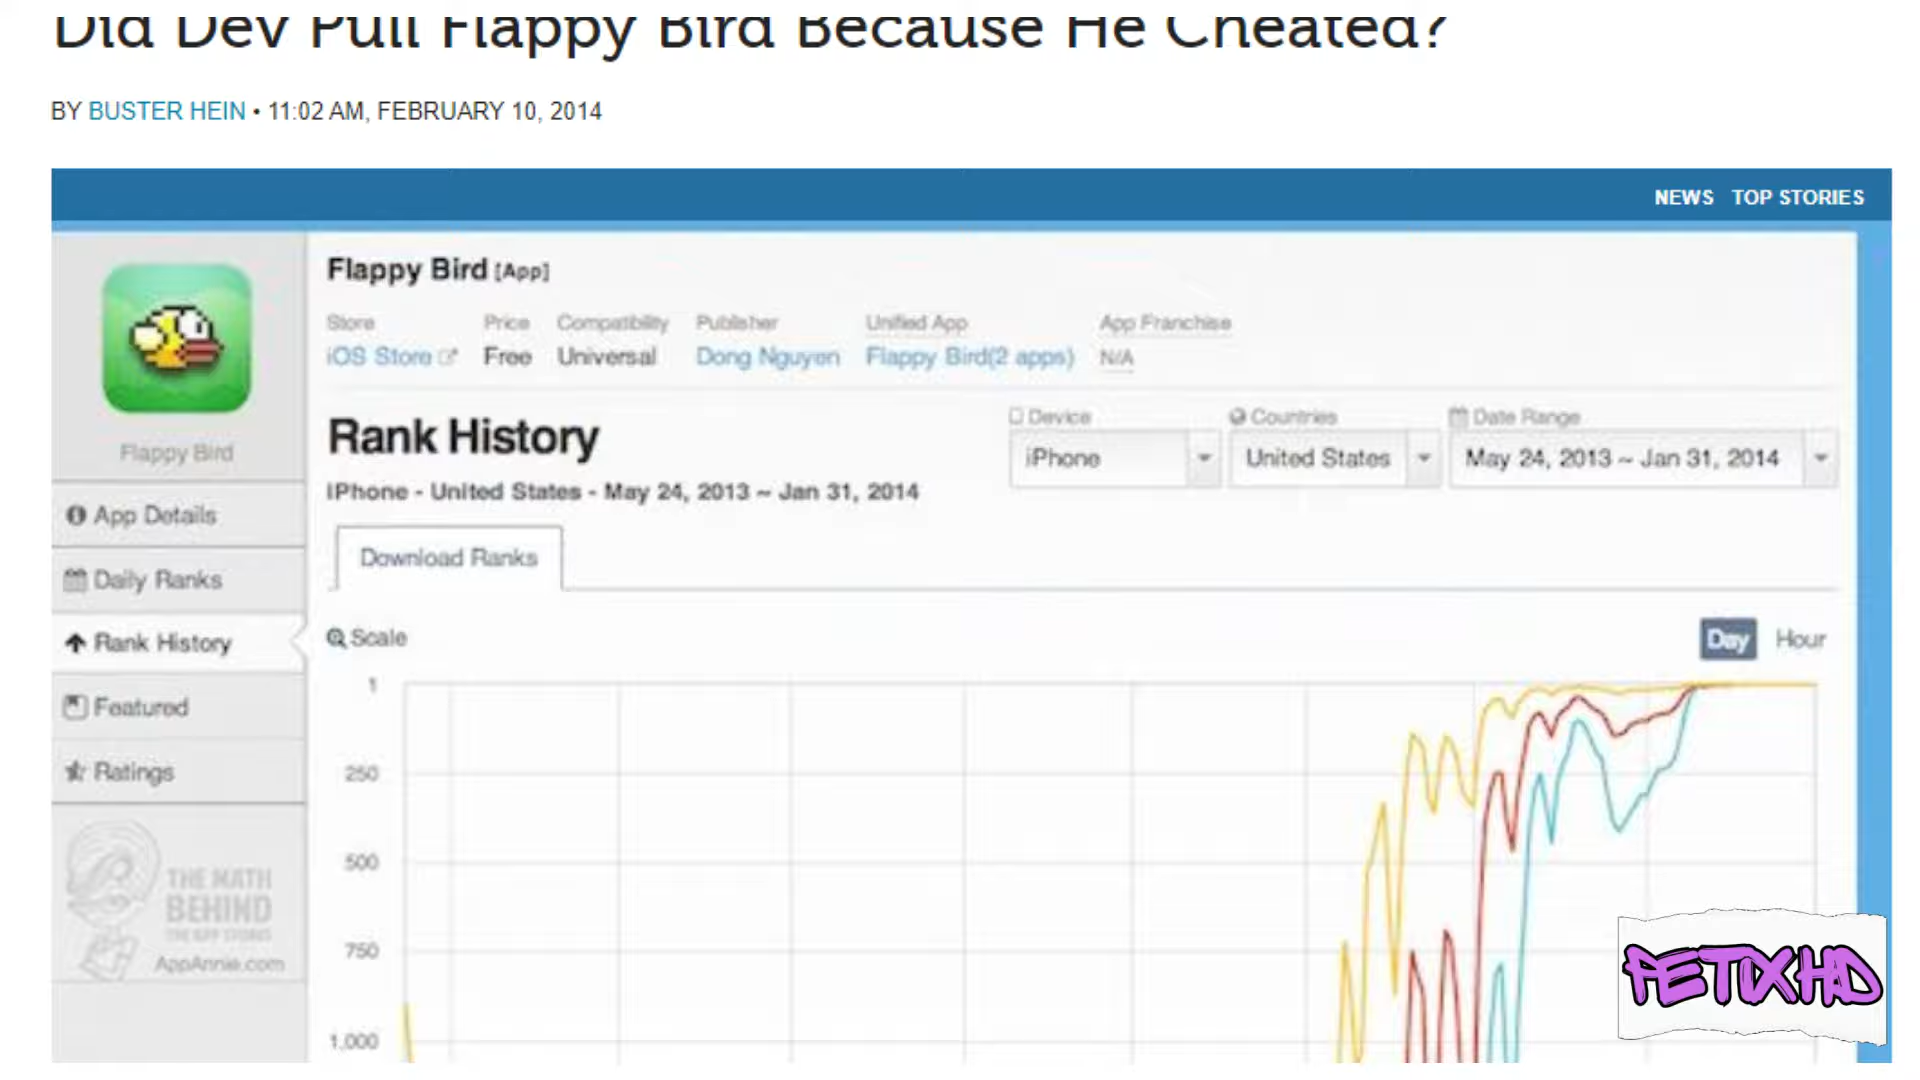 Did Dev Pull Flappy Bird Because He Cheated?
BY BUSTER HEIN • 11:02 AM, FEBRUARY 10, 2014
NEWS TOP STORIES
Flappy Bird [App]
Store Price Compatibility Publisher Unified App App Franchise
iOS Store Free Universal Dong Nguyen Flappy Bird(2 apps) N/A
Flappy Bird
Rank History
Device Countries Date Range
iPhone United States May 24, 2013 ~ Jan 31, 2014
iPhone - United States - May 24, 2013 ~ Jan 31, 2014
App Details
Daily Ranks
Rank History
Featured
Ratings
Download Ranks
Scale
Day Hour
1
250
500
750
1,000
THE MATH
BEHIND
THE APP STORES
AppAnnie.com
FETIXHD